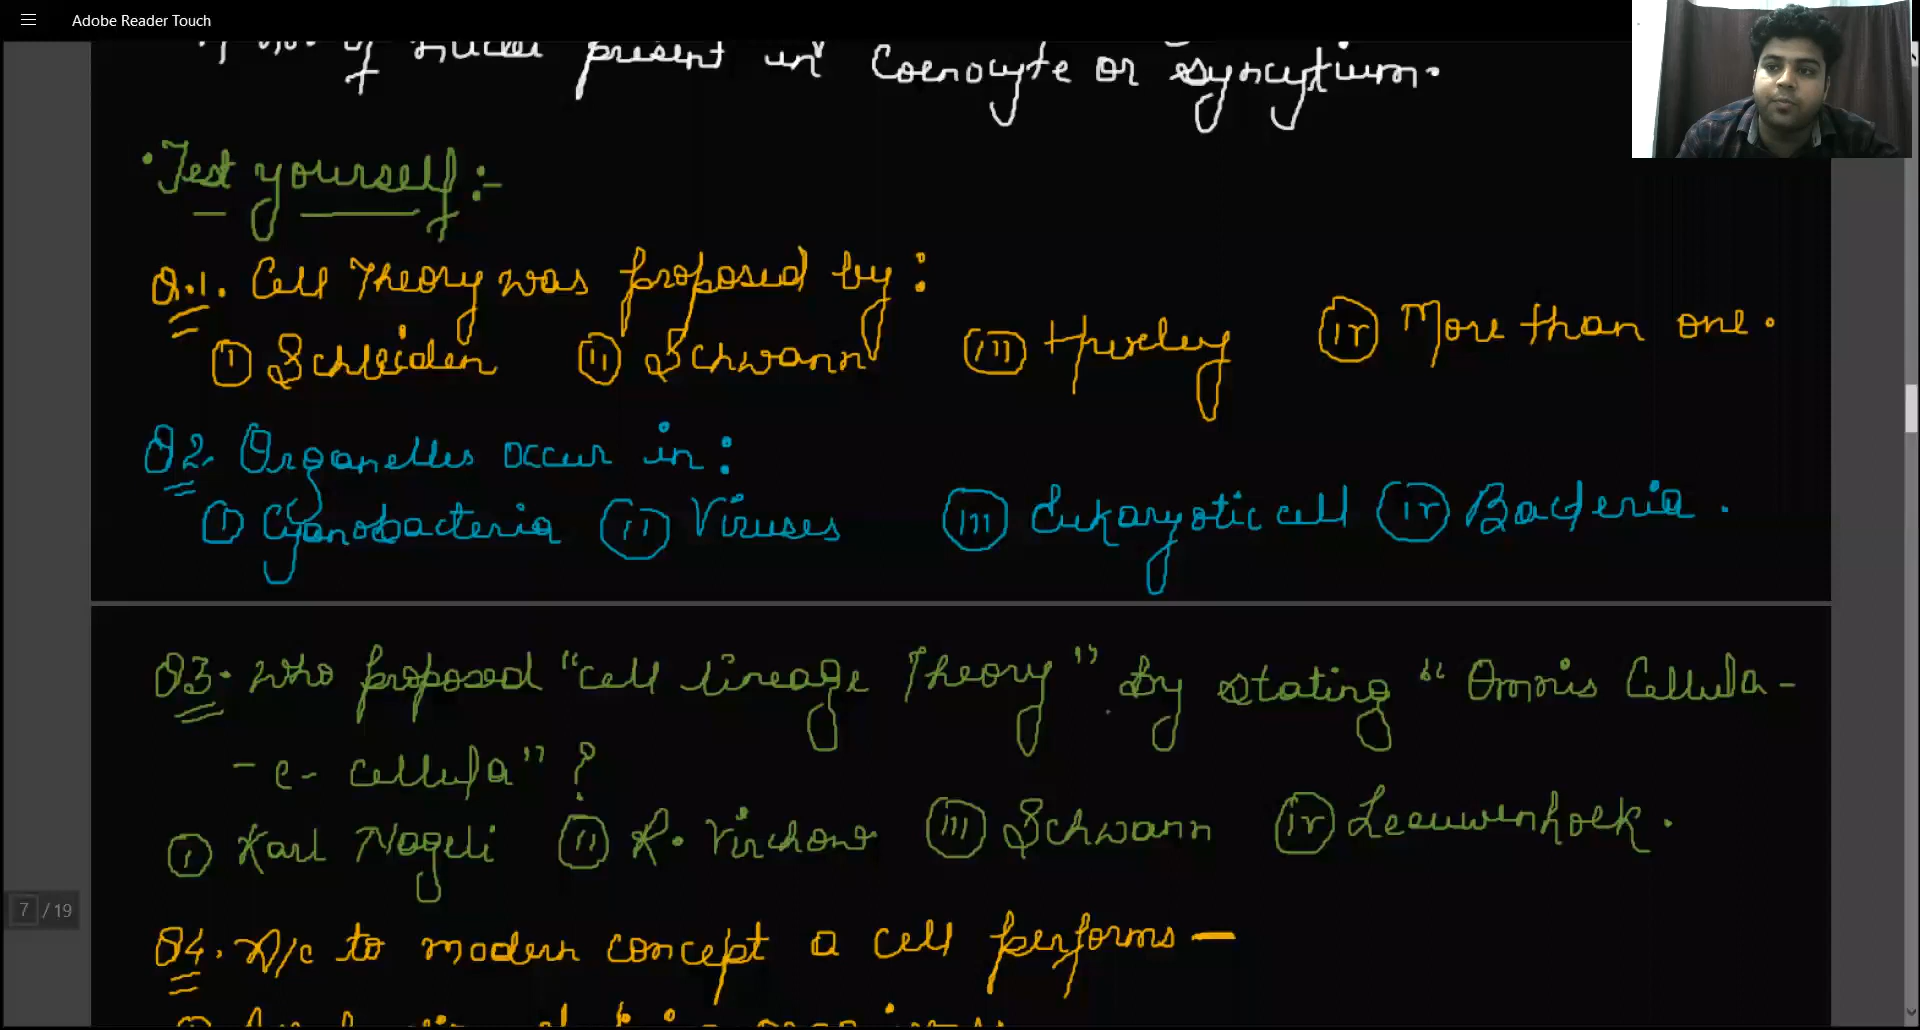 Adobe Reader Touch
of nuclei present in Coenocyte or Syncytium.
• Test yourself :-
Q.1. Cell Theory was proposed by :
(i) Schleiden (ii) Schwann (iii) Huxley (iv) More than one.
Q2. Organelles occur in :
(i) Cyanobacteria (ii) Viruses (iii) Eukaryotic cell (iv) Bacteria.
Q3. Who proposed "cell lineage Theory" By stating "Omnis Cellula-
- e- cellula" ?
(i) Karl Nageli (ii) R. Virchow (iii) Schwann (iv) Leeuwenhoek.
7 / 19
Q4. A/c to modern concept a cell performs —